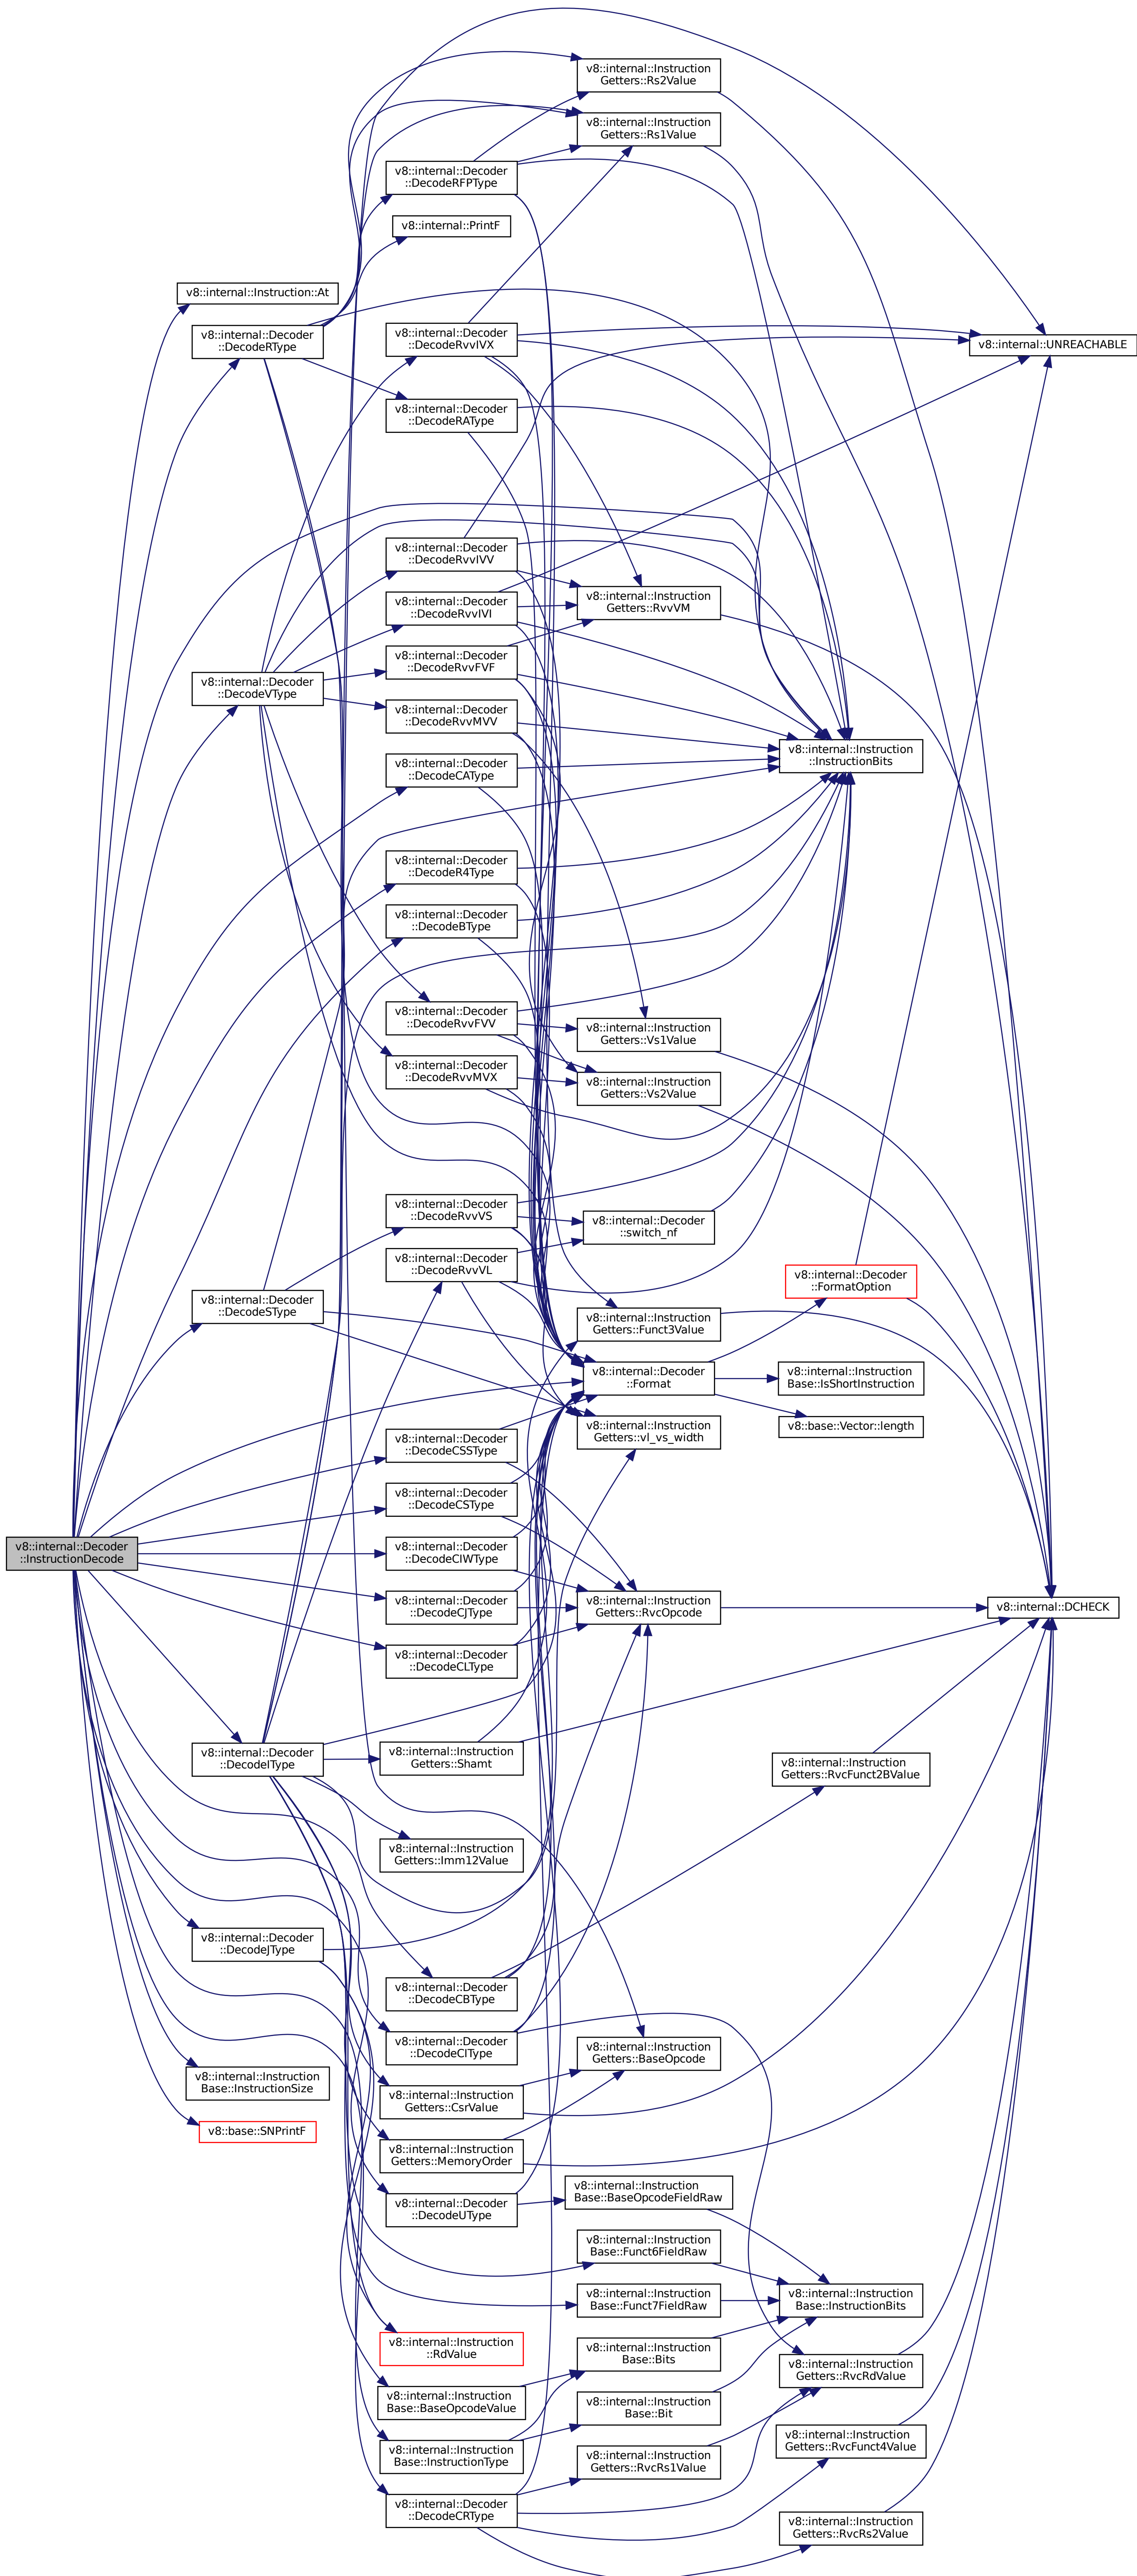 v8::internal::Decoder
::InstructionDecode
v8::internal::Instruction::At
v8::internal::Decoder
::DecodeRType
v8::internal::Decoder
::DecodeVType
v8::internal::Decoder
::DecodeSType
v8::internal::Decoder
::DecodeIType
v8::internal::Decoder
::DecodeJType
v8::internal::Instruction
Base::InstructionSize
v8::base::SNPrintF
v8::internal::Decoder
::DecodeRFPType
v8::internal::PrintF
v8::internal::Decoder
::DecodeRvvIVX
v8::internal::Decoder
::DecodeRAType
v8::internal::Decoder
::DecodeRvvIVV
v8::internal::Decoder
::DecodeRvvIVI
v8::internal::Decoder
::DecodeRvvFVF
v8::internal::Decoder
::DecodeRvvMVV
v8::internal::Decoder
::DecodeCAType
v8::internal::Decoder
::DecodeR4Type
v8::internal::Decoder
::DecodeBType
v8::internal::Decoder
::DecodeRvvFVV
v8::internal::Decoder
::DecodeRvvMVX
v8::internal::Decoder
::DecodeRvvVS
v8::internal::Decoder
::DecodeRvvVL
v8::internal::Decoder
::DecodeCSSType
v8::internal::Decoder
::DecodeCSType
v8::internal::Decoder
::DecodeCIWType
v8::internal::Decoder
::DecodeCJType
v8::internal::Decoder
::DecodeCLType
v8::internal::Instruction
Getters::Shamt
v8::internal::Instruction
Getters::Imm12Value
v8::internal::Decoder
::DecodeCBType
v8::internal::Decoder
::DecodeCIType
v8::internal::Instruction
Getters::CsrValue
v8::internal::Instruction
Getters::MemoryOrder
v8::internal::Decoder
::DecodeUType
v8::internal::Instruction
::RdValue
v8::internal::Instruction
Base::BaseOpcodeValue
v8::internal::Instruction
Base::InstructionType
v8::internal::Decoder
::DecodeCRType
v8::internal::Instruction
Getters::Rs2Value
v8::internal::Instruction
Getters::Rs1Value
v8::internal::Instruction
Getters::RvvVM
v8::internal::Instruction
Getters::Vs1Value
v8::internal::Instruction
Getters::Vs2Value
v8::internal::Decoder
::switch_nf
v8::internal::Instruction
Getters::Funct3Value
v8::internal::Decoder
::Format
v8::internal::Instruction
Getters::vl_vs_width
v8::internal::Instruction
Getters::RvcOpcode
v8::internal::Instruction
Getters::BaseOpcode
v8::internal::Instruction
Base::BaseOpcodeFieldRaw
v8::internal::Instruction
Base::Funct6FieldRaw
v8::internal::Instruction
Base::Funct7FieldRaw
v8::internal::Instruction
Base::Bits
v8::internal::Instruction
Base::Bit
v8::internal::Instruction
Getters::RvcRs1Value
v8::internal::Instruction
::InstructionBits
v8::internal::Decoder
::FormatOption
v8::internal::Instruction
Base::IsShortInstruction
v8::base::Vector::length
v8::internal::Instruction
Getters::RvcFunct2BValue
v8::internal::Instruction
Base::InstructionBits
v8::internal::Instruction
Getters::RvcRdValue
v8::internal::Instruction
Getters::RvcFunct4Value
v8::internal::Instruction
Getters::RvcRs2Value
v8::internal::UNREACHABLE
v8::internal::DCHECK